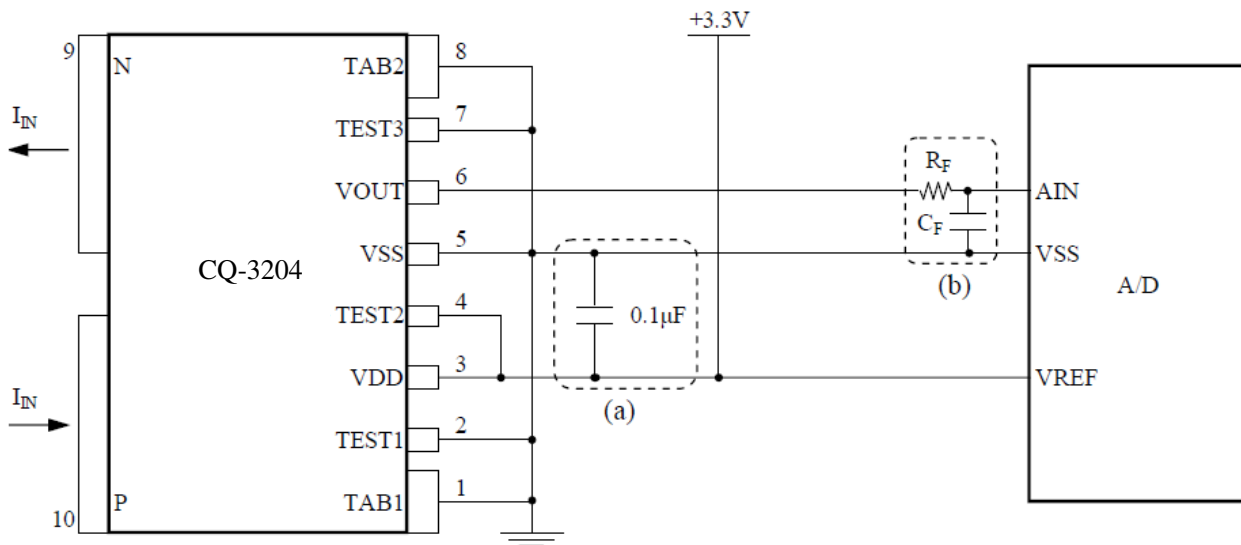 +3.3V
9
N
TAB2
8
I_IN
TEST3
7
R_F
VOUT
6
AIN
C_F
VSS
5
VSS
CQ-3204
(b)
A/D
TEST2
4
0.1μF
VDD
3
VREF
I_IN
(a)
TEST1
2
P
TAB1
1
10